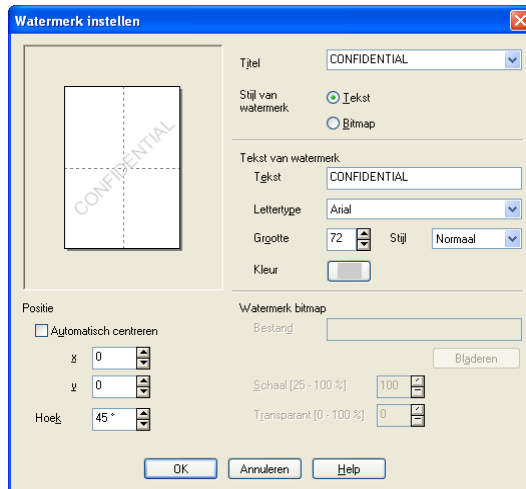 Watermerk instellen
CONFIDENTIAL
Titel CONFIDENTIAL
Stijl van
watermerk
Tekst
Bitmap
Tekst van watermerk
Tekst CONFIDENTIAL
Lettertype Arial
Grootte 72 Stijl Normaal
Kleur
Positie
Automatisch centreren
x 0
y 0
Hoek 45 °
Watermerk bitmap
Bestand
Bladeren
Schaal [25 - 100 %] 100
Transparant [0 - 100 %] 0
OK Annuleren Help